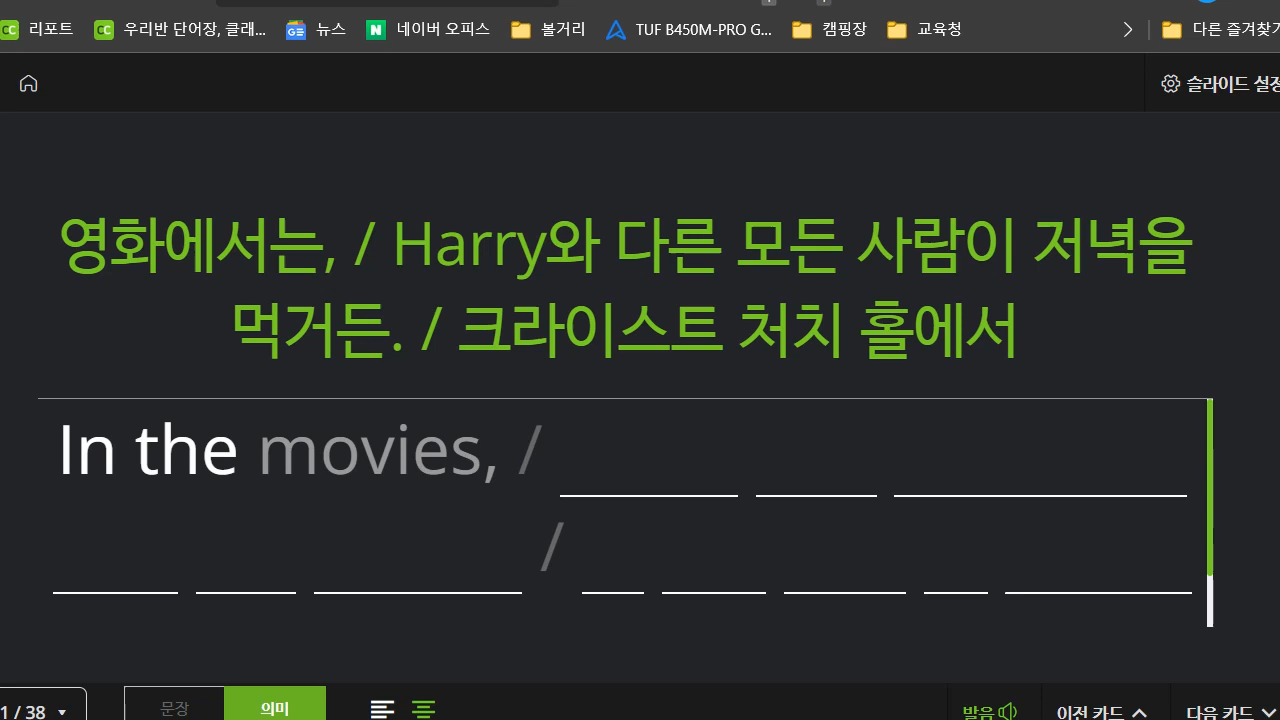 리포트 우리반 단어장, 클래... 뉴스 네이버 오피스 볼거리 TUF B450M-PRO G... 캠핑장 교육청 다른 즐겨찾기
슬라이드 설정
영화에서는, / Harry와 다른 모든 사람이 저녁을
먹거든. / 크라이스트 처치 홀에서
In the movies, /
/
1 / 38 문장 의미 발음 이전 카드 다음 카드